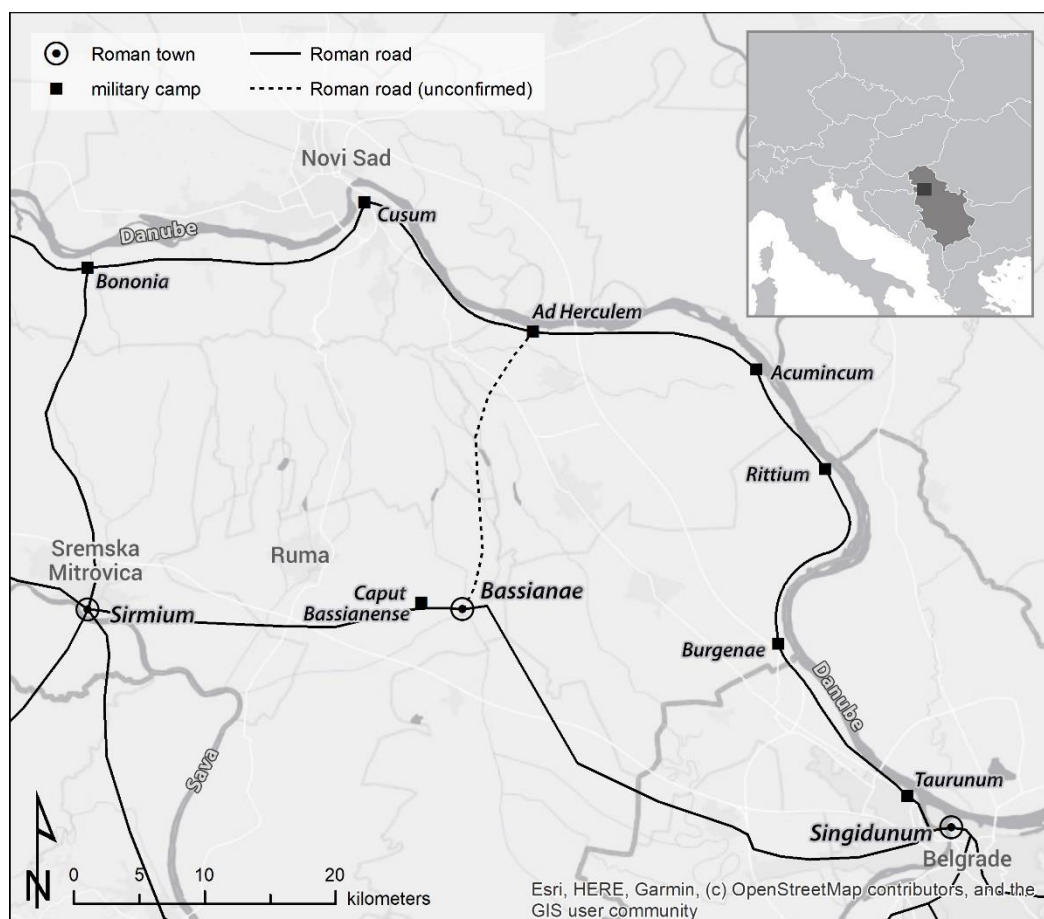 Roman town
Roman road
military camp
Roman road (unconfirmed)
Novi Sad
Cusum
Danube
Bononia
Ad Herculem
Acumincum
Rittium
Sremska
Mitrovica
Ruma
Caput
Bassianense
Bassianae
Sirmium
Burgenae
Danube
Sava
Taurunum
Singidunum
Belgrade
N
0 5 10 20
kilometers
Esri, HERE, Garmin, (c) OpenStreetMap contributors, and the
GIS user community